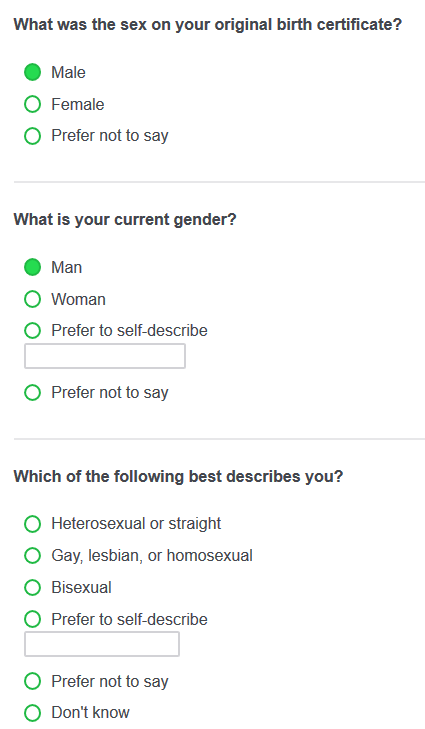 What was the sex on your original birth certificate?
Male
Female
Prefer not to say
What is your current gender?
Man
Woman
Prefer to self-describe
Prefer not to say
Which of the following best describes you?
Heterosexual or straight
Gay, lesbian, or homosexual
Bisexual
Prefer to self-describe
Prefer not to say
Don't know